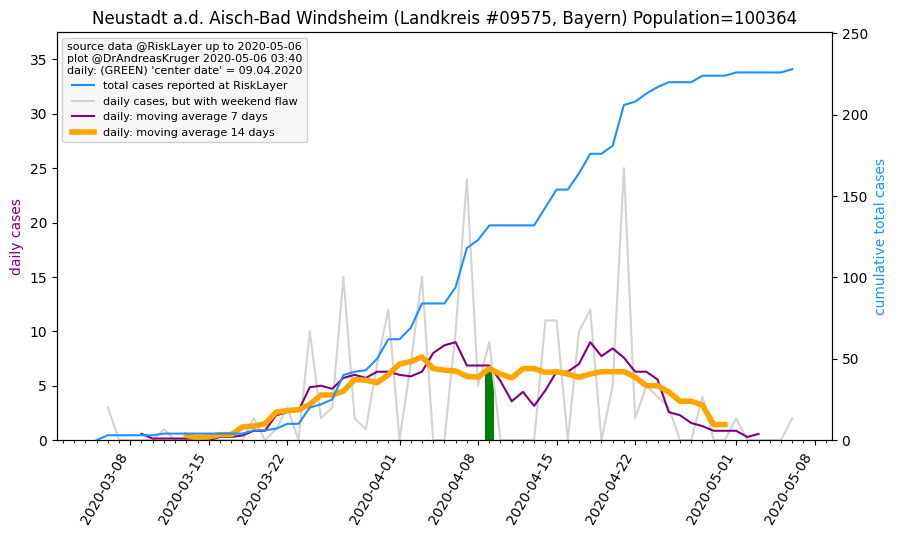 Neustadt a.d. Aisch-Bad Windsheim (Landkreis #09575, Bayern) Population=100364
source data @RiskLayer up to 2020-05-06
plot @DrAndreasKruger 2020-05-06 03:40
daily: (GREEN) 'center date' = 09.04.2020
total cases reported at RiskLayer
daily cases, but with weekend flaw
daily: moving average 7 days
daily: moving average 14 days
daily cases
35
30
25
20
15
10
5
0
250
200
150
100
50
0
cumulative total cases
2020-03-08
2020-03-15
2020-03-22
2020-04-01
2020-04-08
2020-04-15
2020-04-22
2020-05-01
2020-05-08